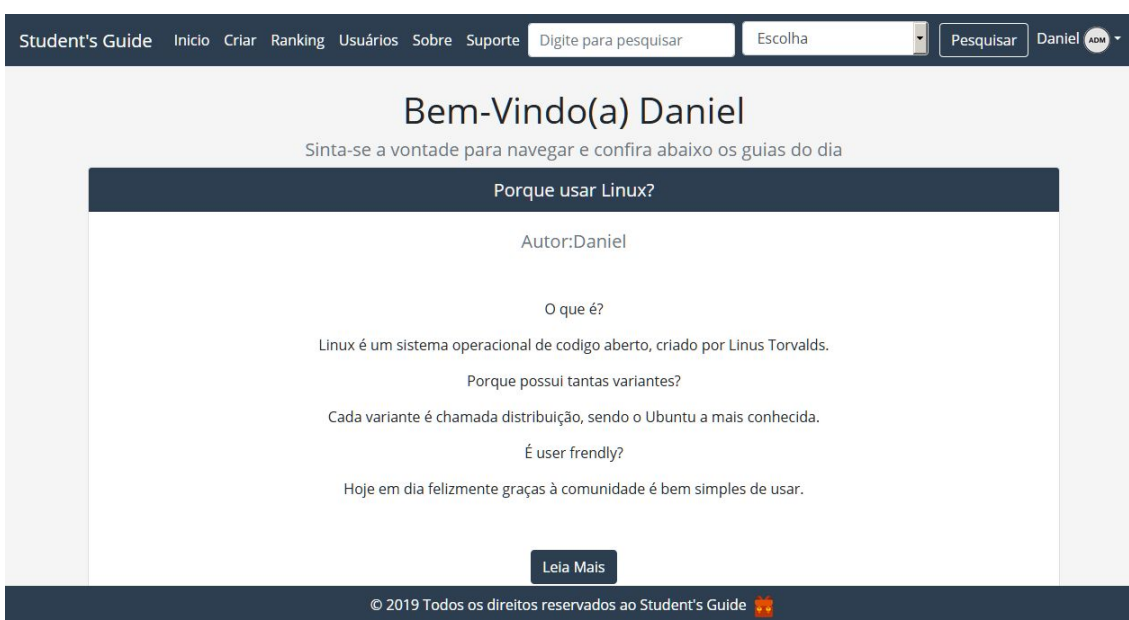 Student's Guide Inicio Criar Ranking Usuários Sobre Suporte Digite para pesquisar Escolha Pesquisar Daniel ADM
Bem-Vindo(a) Daniel
Sinta-se a vontade para navegar e confira abaixo os guias do dia
Porque usar Linux?
Autor:Daniel
O que é?
Linux é um sistema operacional de codigo aberto, criado por Linus Torvalds.
Porque possui tantas variantes?
Cada variante é chamada distribuição, sendo o Ubuntu a mais conhecida.
É user frendly?
Hoje em dia felizmente graças à comunidade é bem simples de usar.
Leia Mais
© 2019 Todos os direitos reservados ao Student's Guide